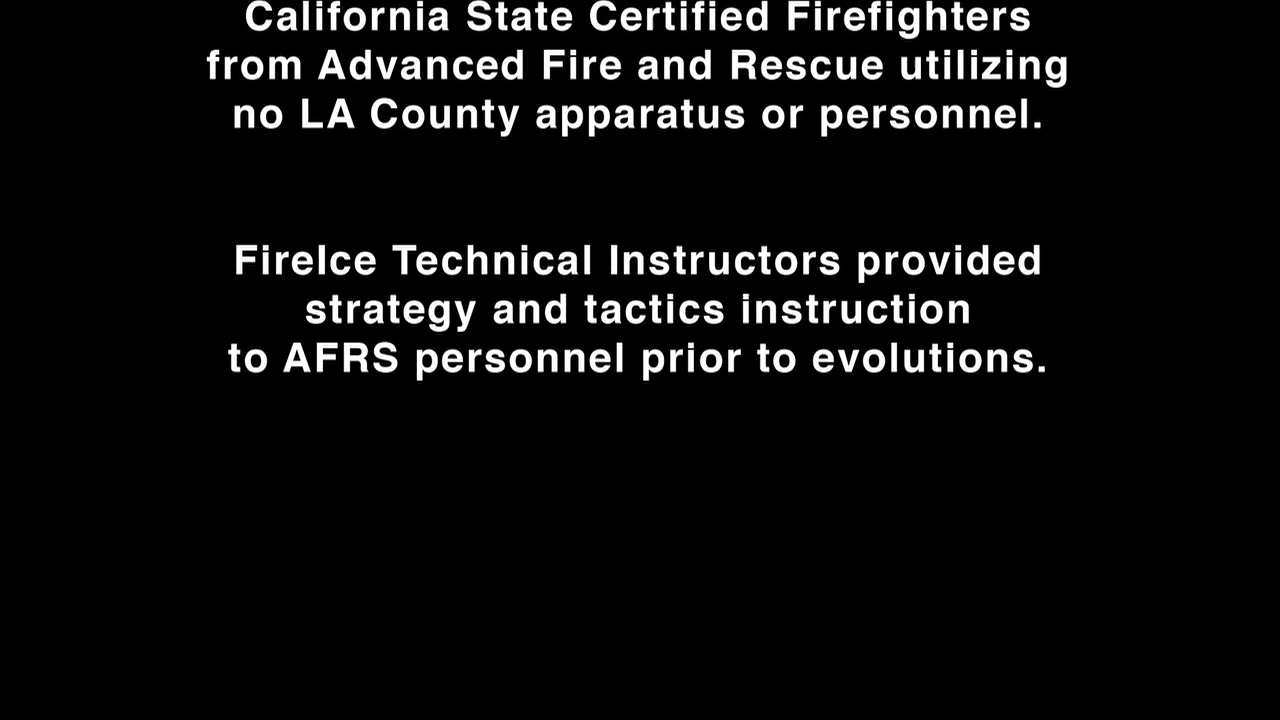 California State Certified Firefighters
from Advanced Fire and Rescue utilizing
no LA County apparatus or personnel.
FireIce Technical Instructors provided
strategy and tactics instruction
to AFRS personnel prior to evolutions.